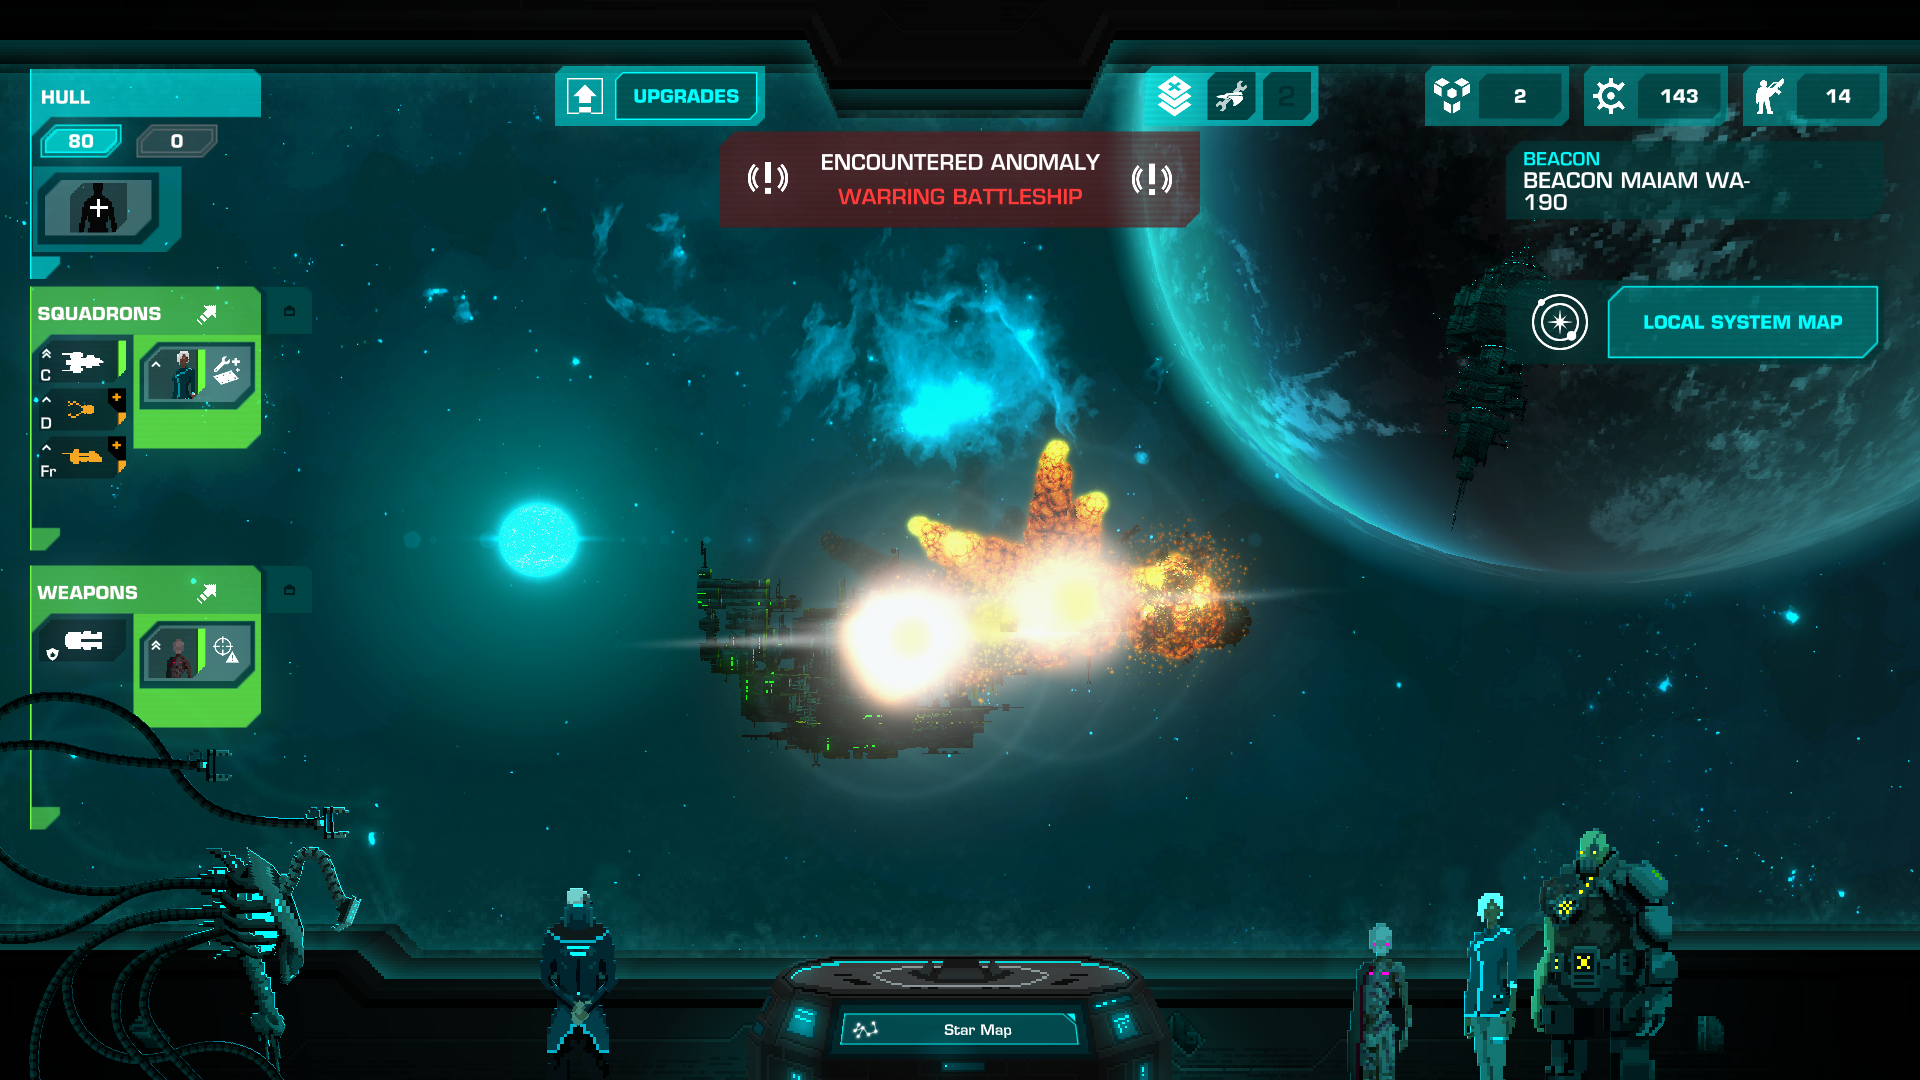 HULL
80
0
UPGRADES
2
2
143
14
ENCOUNTERED ANOMALY
WARRING BATTLESHIP
BEACON
BEACON MAIAM WA-
190
LOCAL SYSTEM MAP
SQUADRONS
C
D
Fr
WEAPONS
Star Map